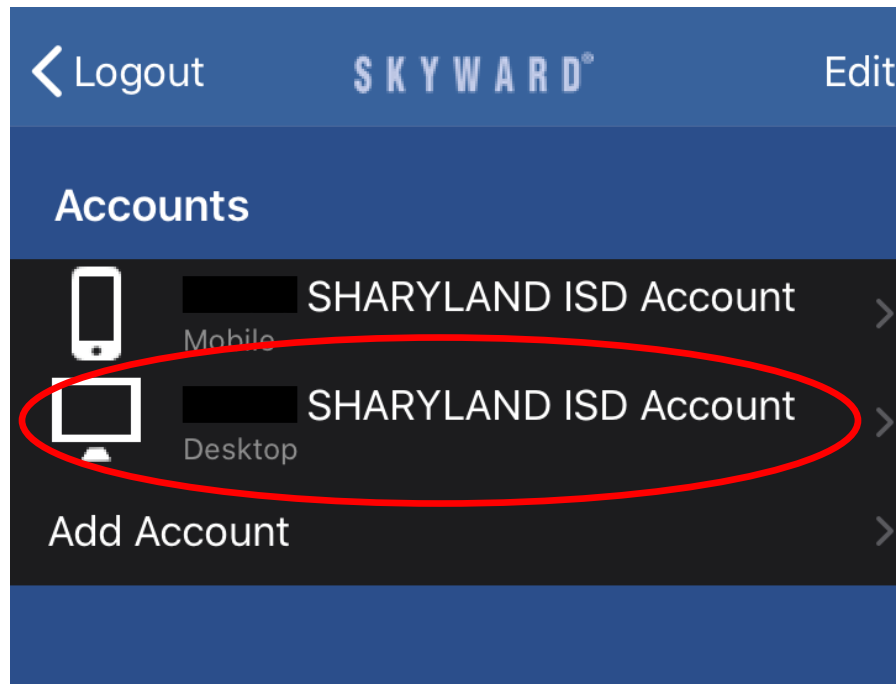 Logout SKYWARD® Edit
Accounts
SHARYLAND ISD Account
Mobile
SHARYLAND ISD Account
Desktop
Add Account